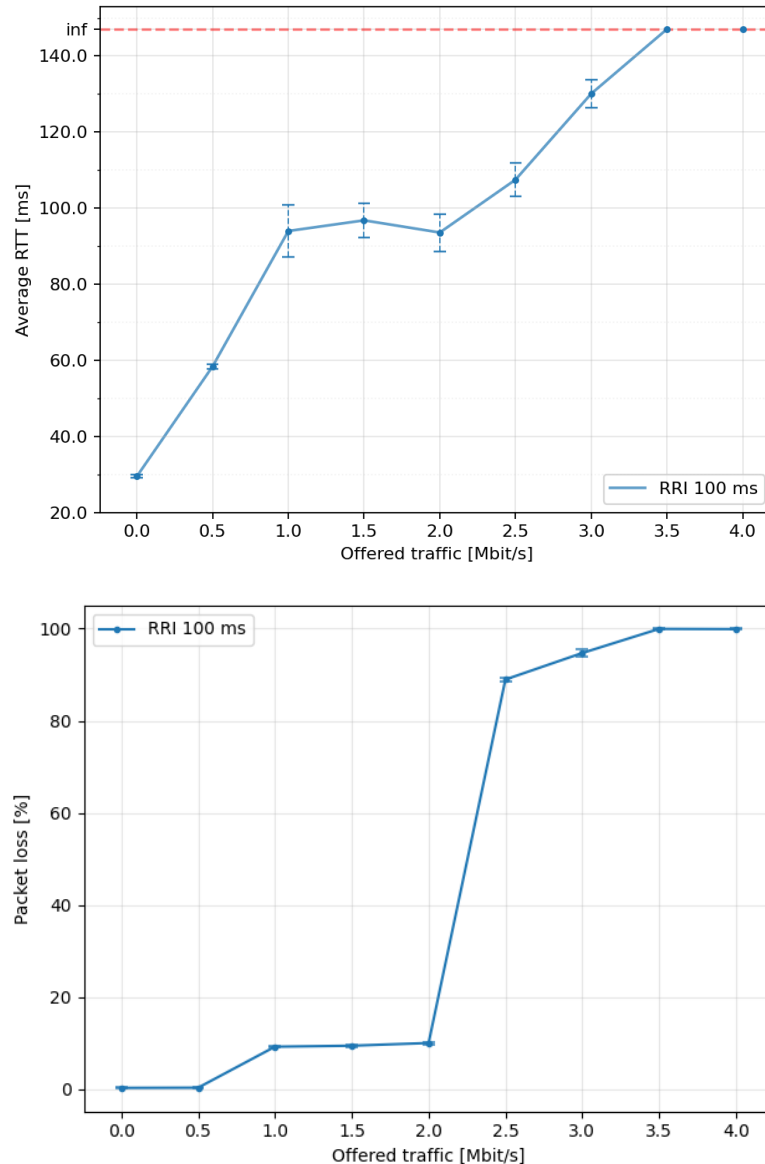 inf
140.0
120.0
100.0
80.0
60.0
40.0
20.0
Average RTT [ms]
RRI 100 ms
0.0 0.5 1.0 1.5 2.0 2.5 3.0 3.5 4.0
Offered traffic [Mbit/s]
RRI 100 ms
100
80
60
40
20
0
Packet loss [%]
0.0 0.5 1.0 1.5 2.0 2.5 3.0 3.5 4.0
Offered traffic [Mbit/s]